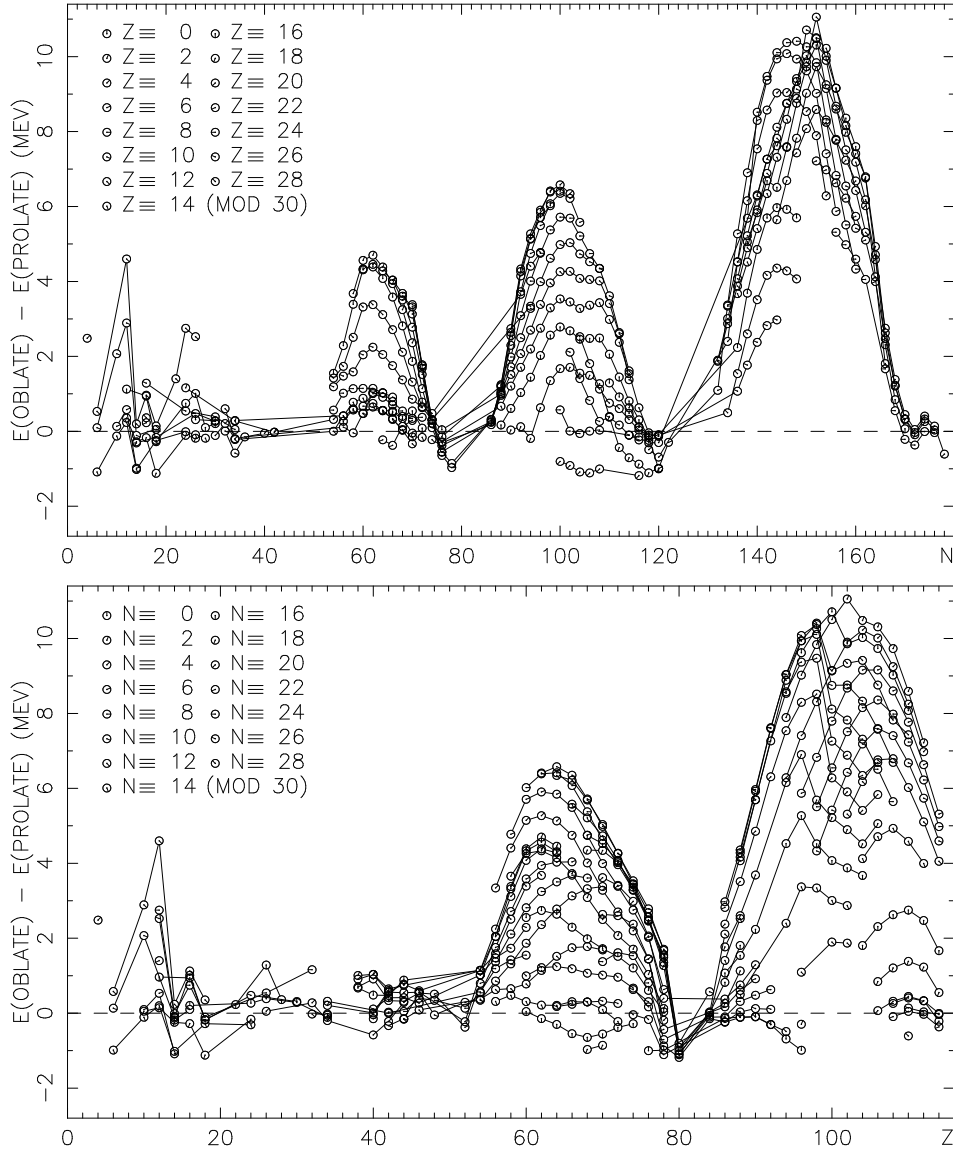 E(OBLATE) − E(PROLATE) (MEV)
10
8
6
4
2
0
−2
Z≡ 0 Z≡ 16
Z≡ 2 Z≡ 18
Z≡ 4 Z≡ 20
Z≡ 6 Z≡ 22
Z≡ 8 Z≡ 24
Z≡ 10 Z≡ 26
Z≡ 12 Z≡ 28
Z≡ 14 (MOD 30)
0 20 40 60 80 100 120 140 160 N
E(OBLATE) − E(PROLATE) (MEV)
10
8
6
4
2
0
−2
N≡ 0 N≡ 16
N≡ 2 N≡ 18
N≡ 4 N≡ 20
N≡ 6 N≡ 22
N≡ 8 N≡ 24
N≡ 10 N≡ 26
N≡ 12 N≡ 28
N≡ 14 (MOD 30)
0 20 40 60 80 100 Z